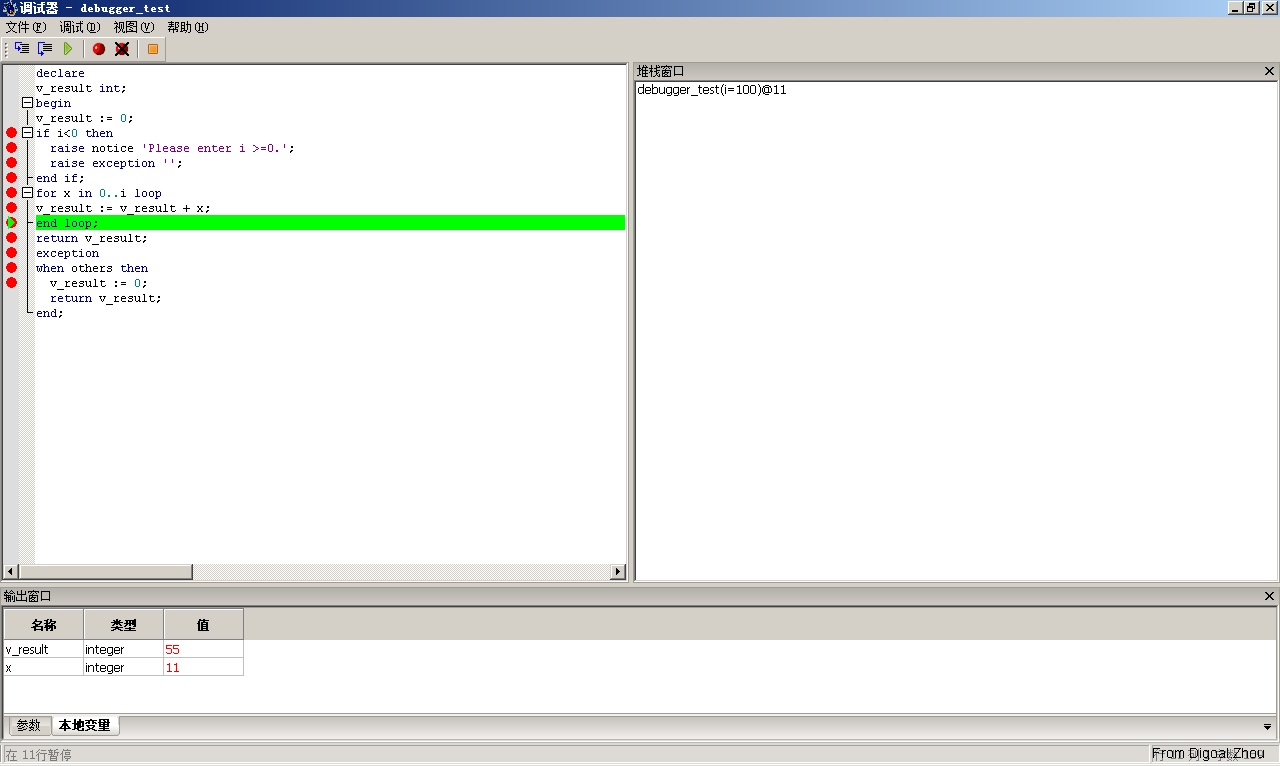 调试器 - debugger_test
文件(F) 调试(D) 视图(V) 帮助(H)
declare
v_result int;
begin
v_result := 0;
if i<0 then
raise notice 'Please enter i >=0.';
raise exception '';
end if;
for x in 0..i loop
v_result := v_result + x;
end loop;
return v_result;
exception
when others then
v_result := 0;
return v_result;
end;
堆栈窗口
debugger_test(i=100)@11
输出窗口
名称 类型 值
v_result integer 55
x integer 11
参数 本地变量
在 11行暂停
From Digoal.Zhou